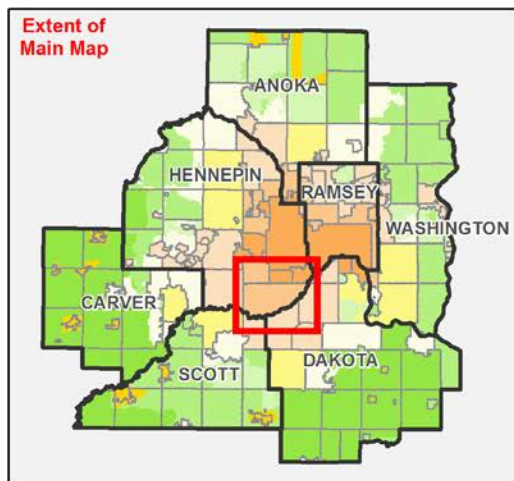 Extent of
Main Map
ANOKA
HENNEPIN
RAMSEY
WASHINGTON
CARVER
SCOTT
DAKOTA